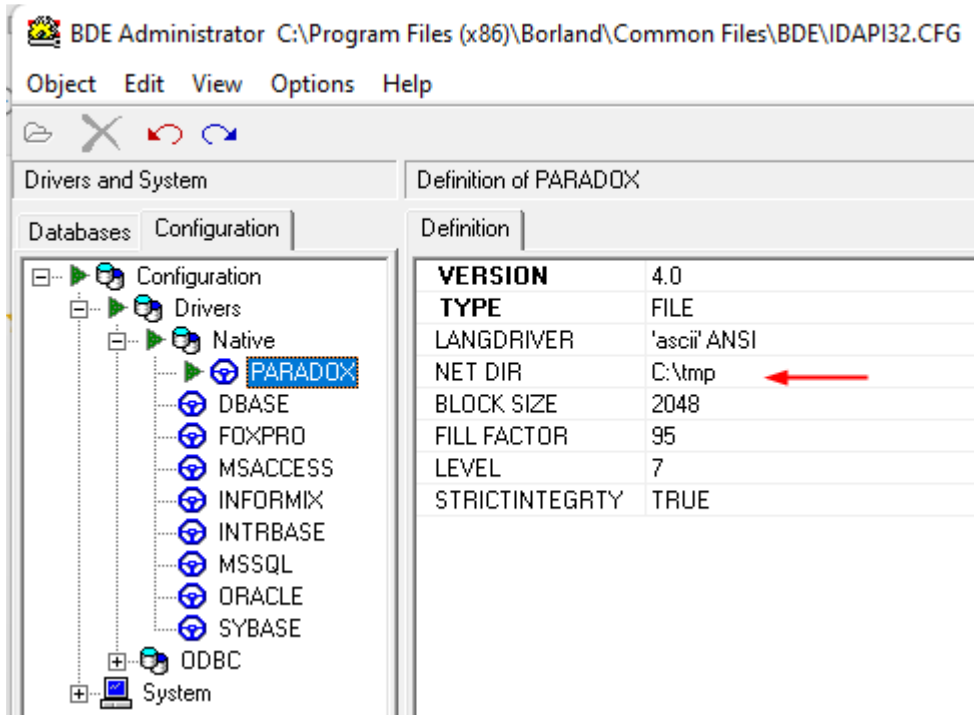 BDE Administrator C:\Program Files (x86)\Borland\Common Files\BDE\IDAPI32.CFG
Object Edit View Options Help
Drivers and System
Definition of PARADOX
Databases Configuration
Definition
Configuration
Drivers
Native
PARADOX
DBASE
FOXPRO
MSACCESS
INFORMIX
INTRBASE
MSSQL
ORACLE
SYBASE
ODBC
System
VERSION 4.0
TYPE FILE
LANGDRIVER 'ascii' ANSI
NET DIR C:\tmp
BLOCK SIZE 2048
FILL FACTOR 95
LEVEL 7
STRICTINTEGRTY TRUE